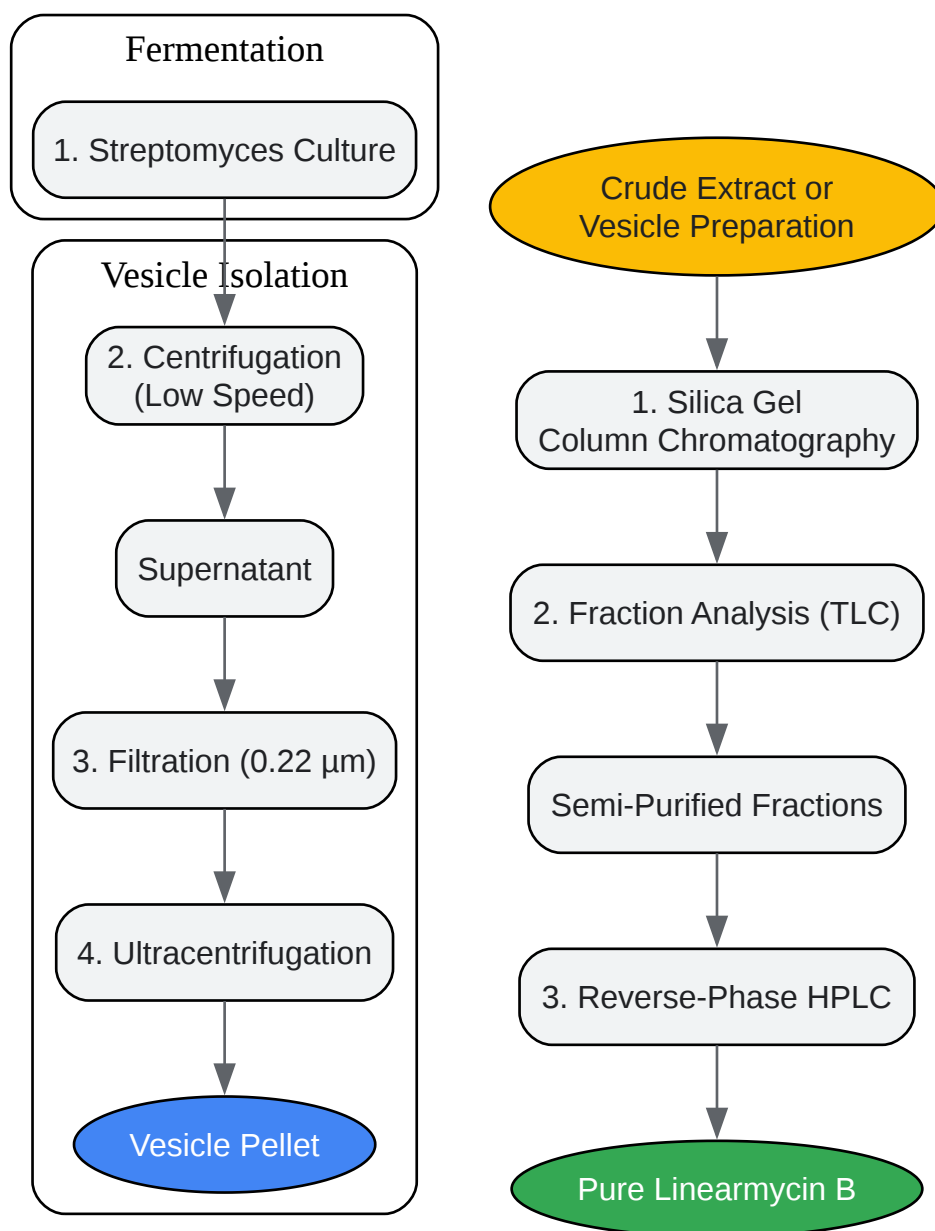 Fermentation
1. Streptomyces Culture
Vesicle Isolation
2. Centrifugation
(Low Speed)
Supernatant
3. Filtration (0.22 µm)
4. Ultracentrifugation
Vesicle Pellet
Crude Extract or
Vesicle Preparation
1. Silica Gel
Column Chromatography
2. Fraction Analysis (TLC)
Semi-Purified Fractions
3. Reverse-Phase HPLC
Pure Linearmycin B